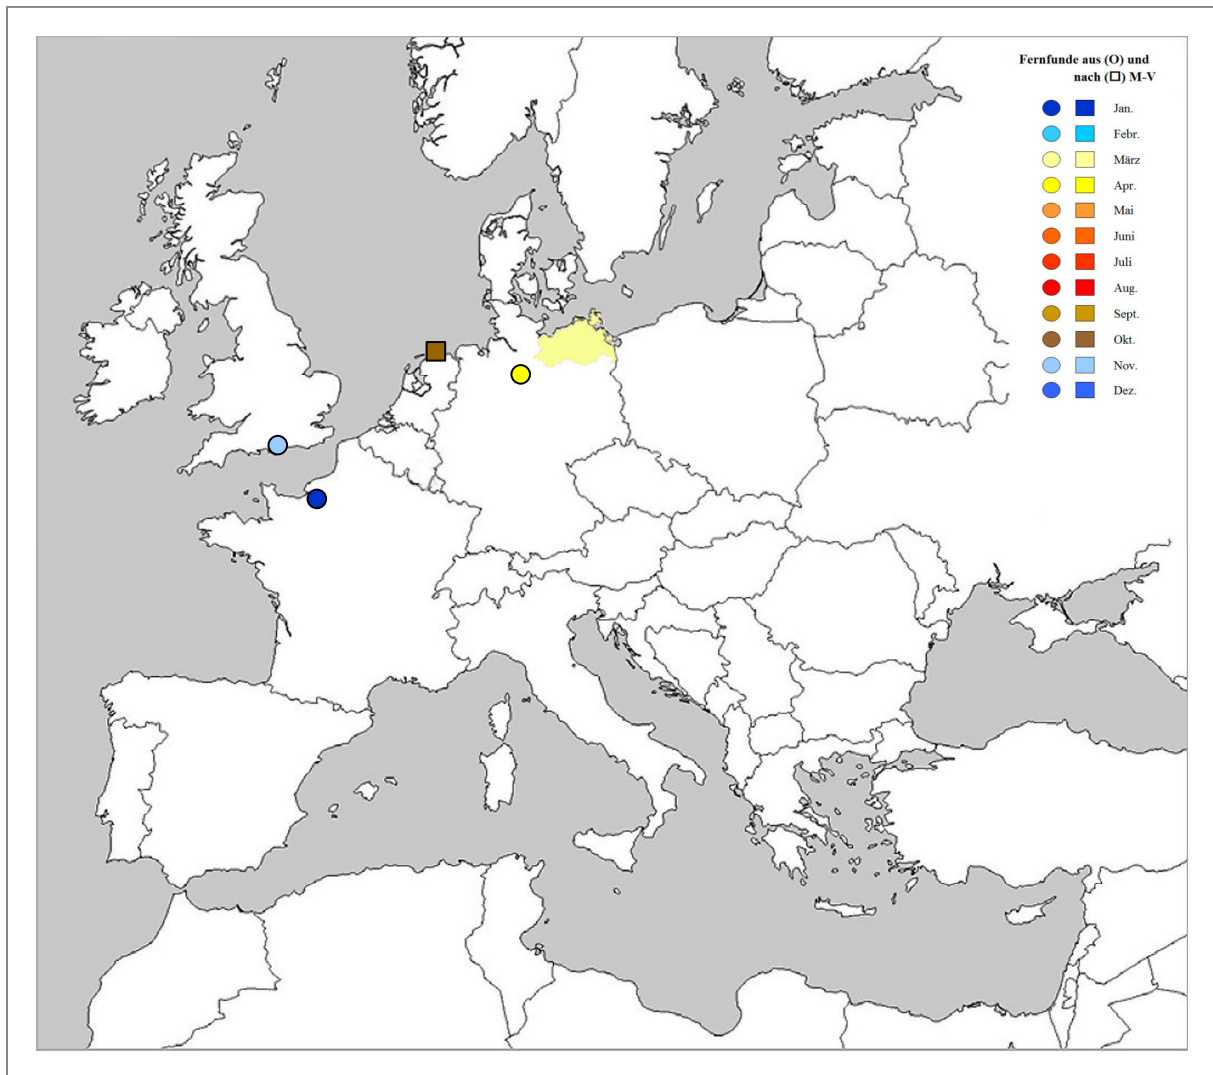 Fernfunde aus (O) und
nach (□) M-V
Jan.
Febr.
März
Apr.
Mai
Juni
Juli
Aug.
Sept.
Okt.
Nov.
Dez.